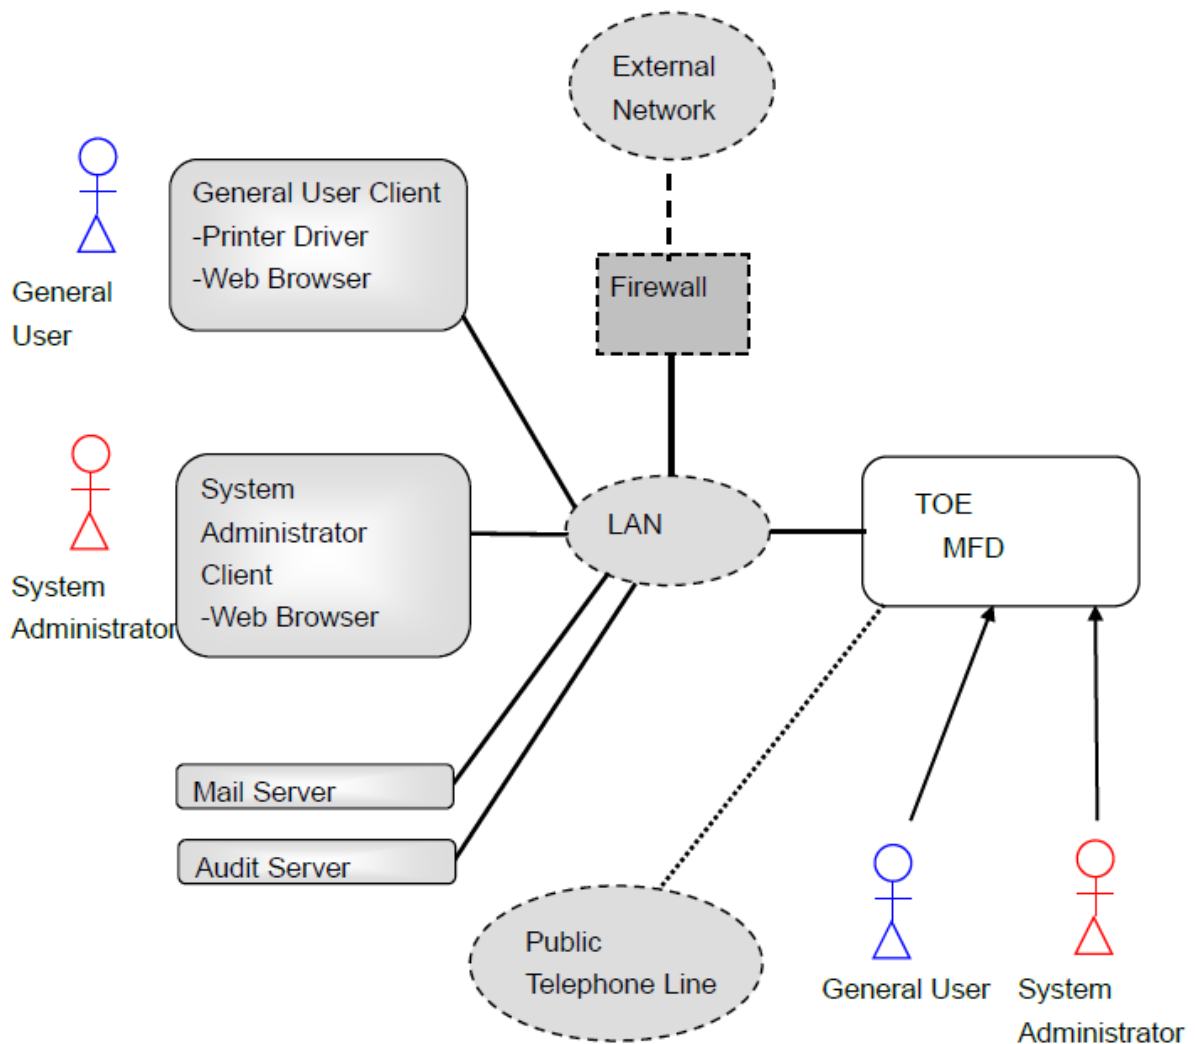 External
Network
General User Client
-Printer Driver
-Web Browser
General
User
Firewall
System
Administrator
Client
-Web Browser
System
Administrator
LAN
TOE
MFD
Mail Server
Audit Server
Public
Telephone Line
General User
System
Administrator